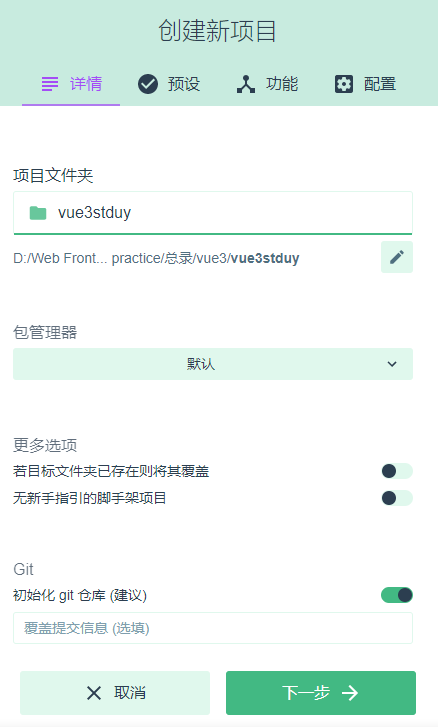 创建新项目
详情 预设 功能 配置
项目文件夹
vue3stduy
D:/Web Front... practice/总录/vue3/vue3stduy
包管理器
默认
更多选项
若目标文件夹已存在则将其覆盖
无新手指引的脚手架项目
Git
初始化 git 仓库 (建议)
覆盖提交信息 (选填)
取消 下一步